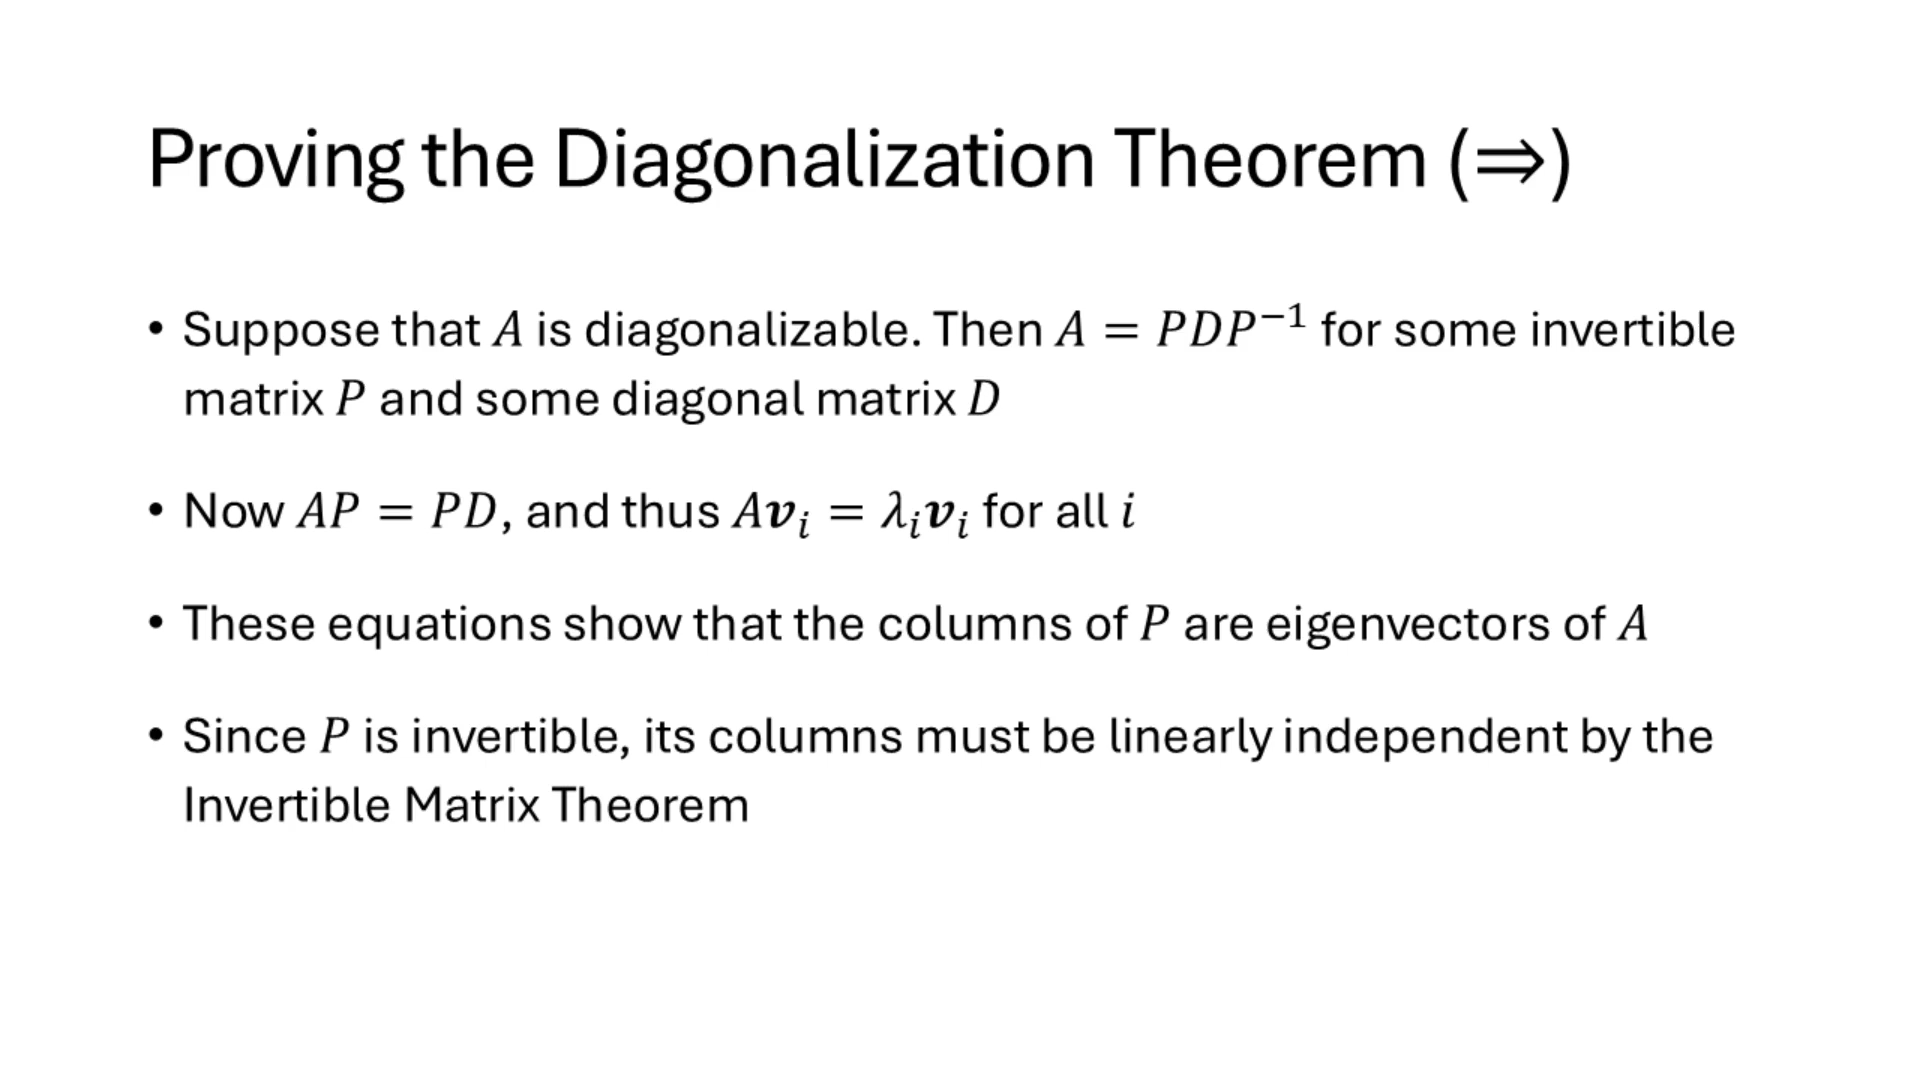 Proving the Diagonalization Theorem (⇒)
• Suppose that A is diagonalizable. Then A = PDP⁻¹ for some invertible
matrix P and some diagonal matrix D
• Now AP = PD, and thus A𝒗ᵢ = λᵢ𝒗ᵢ for all i
• These equations show that the columns of P are eigenvectors of A
• Since P is invertible, its columns must be linearly independent by the
Invertible Matrix Theorem